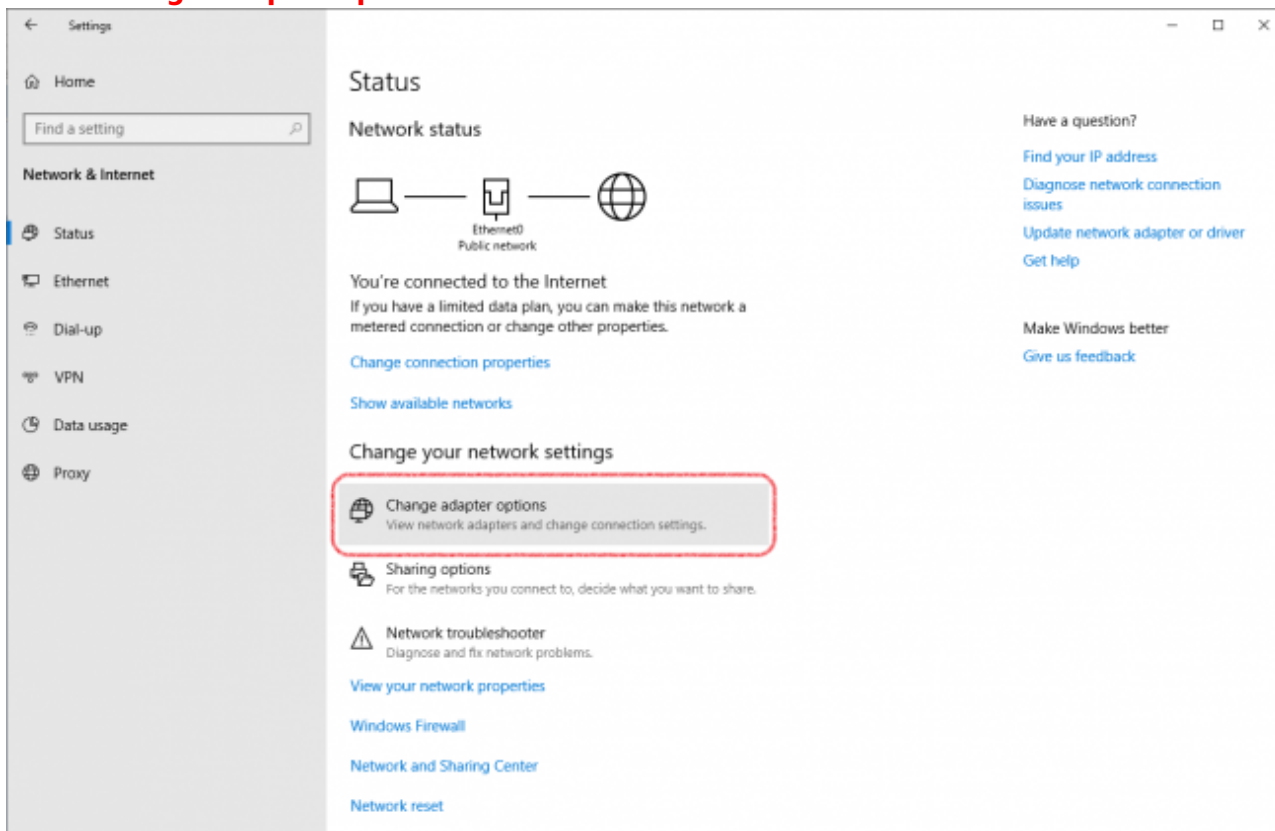 Settings
Home
Find a setting
Network & Internet
Status
Ethernet
Dial-up
VPN
Data usage
Proxy
Status
Network status
Ethernet0
Public network
You're connected to the Internet
If you have a limited data plan, you can make this network a
metered connection or change other properties.
Change connection properties
Show available networks
Change your network settings
Change adapter options
View network adapters and change connection settings.
Sharing options
For the networks you connect to, decide what you want to share.
Network troubleshooter
Diagnose and fix network problems.
View your network properties
Windows Firewall
Network and Sharing Center
Network reset
Have a question?
Find your IP address
Diagnose network connection
issues
Update network adapter or driver
Get help
Make Windows better
Give us feedback